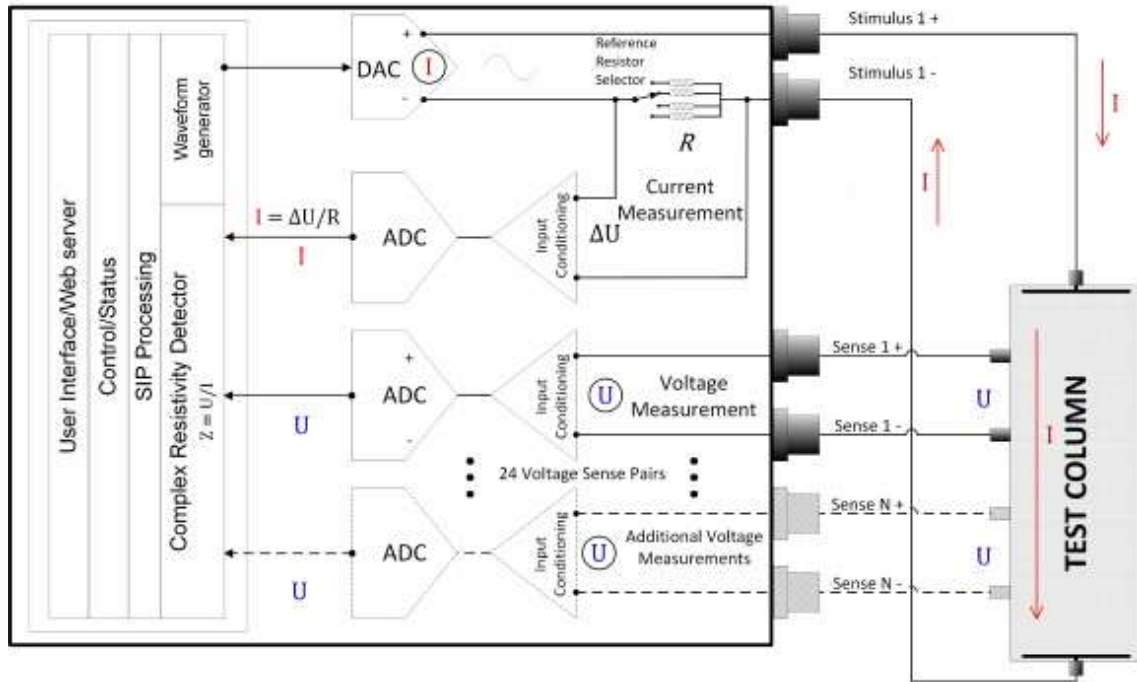 User Interface/Web server
Control/Status
SIP Processing
Waveform
generator
Complex Resistivity Detector
Z = U/I
DAC
I
+
-
Reference
Resistor
Selector
R
Stimulus 1 +
Stimulus 1 -
I
I
I = ΔU/R
I
ADC
Input
Conditioning
ΔU
Current
Measurement
U
ADC
+
-
Input
Conditioning
U
Voltage
Measurement
Sense 1 +
Sense 1 -
U
24 Voltage Sense Pairs
U
ADC
Input
Conditioning
U
Additional Voltage
Measurements
Sense N +
Sense N -
U
I
TEST COLUMN